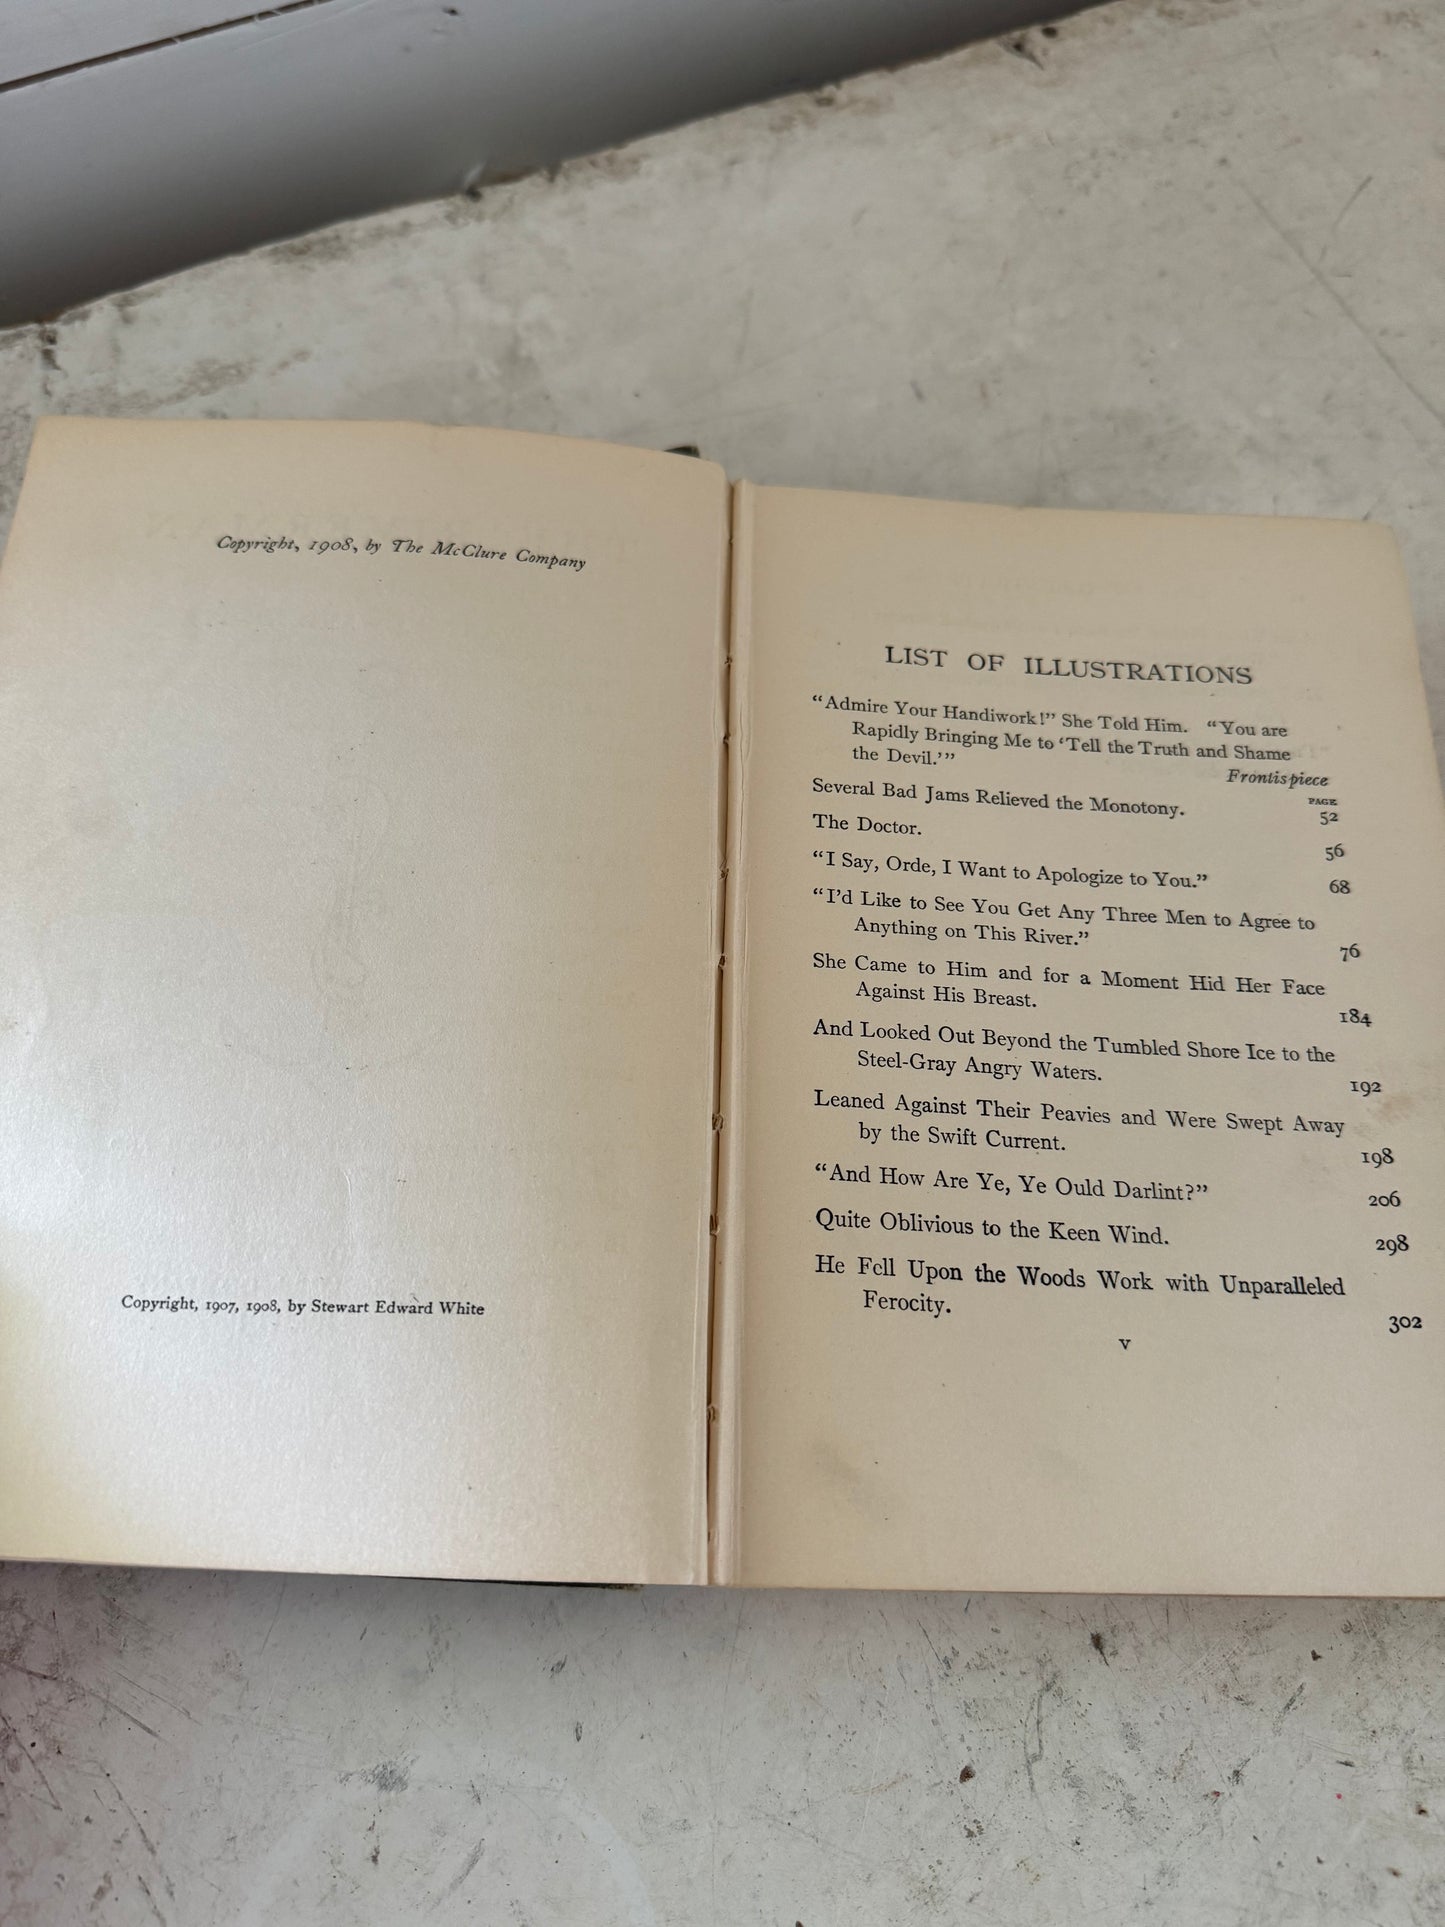 Copyright, 1908, by The McClure Company
Copyright, 1907, 1908, by Stewart Edward White
LIST OF ILLUSTRATIONS
“Admire Your Handiwork!” She Told Him. “You are
Rapidly Bringing Me to ‘Tell the Truth and Shame
the Devil.’”
Frontispiece
PAGE
Several Bad Jams Relieved the Monotony. 52
The Doctor. 56
“I Say, Orde, I Want to Apologize to You.” 68
“I’d Like to See You Get Any Three Men to Agree to
Anything on This River.” 76
She Came to Him and for a Moment Hid Her Face
Against His Breast. 184
And Looked Out Beyond the Tumbled Shore Ice to the
Steel-Gray Angry Waters. 192
Leaned Against Their Peavies and Were Swept Away
by the Swift Current. 198
“And How Are Ye, Ye Ould Darlint?” 206
Quite Oblivious to the Keen Wind. 298
He Fell Upon the Woods Work with Unparalleled
Ferocity. 302
v